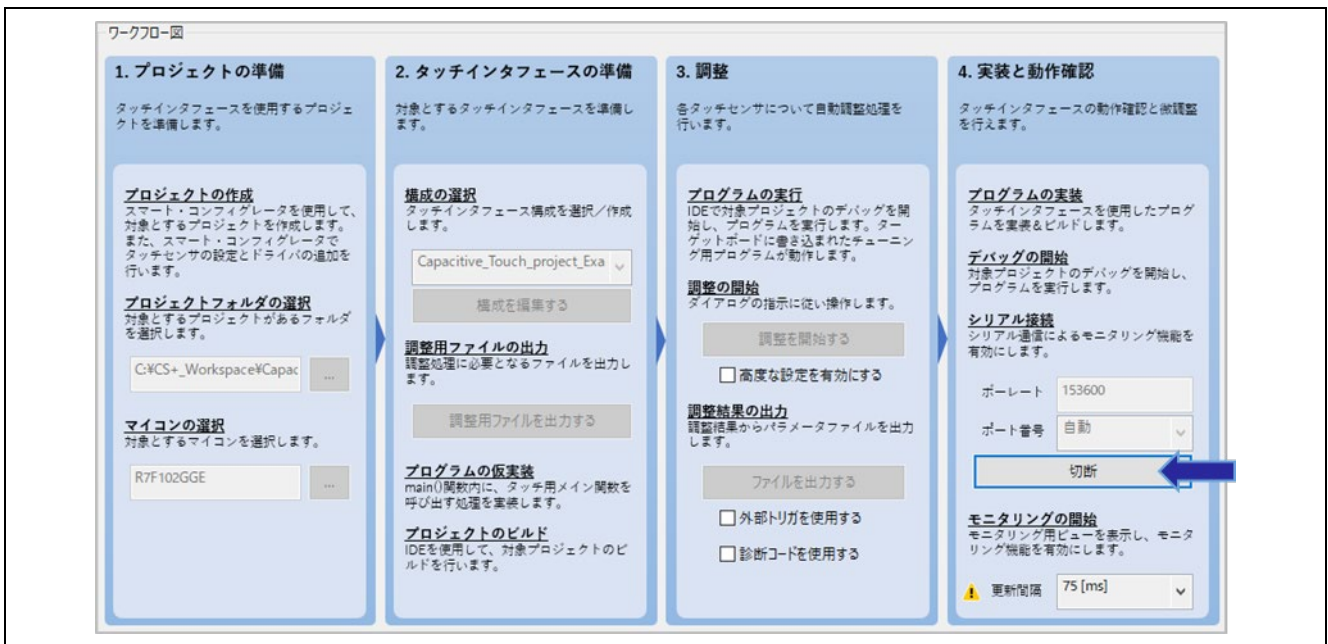 ワークフロー図
1. プロジェクトの準備
タッチインタフェースを使用するプロジェ
クトを準備します。
プロジェクトの作成
スマート・コンフィグレータを使用して、
対象とするプロジェクトを作成します。
また、スマート・コンフィグレータで
タッチセンサの設定とドライバの追加を
行います。
プロジェクトフォルダの選択
対象とするプロジェクトがあるフォルダ
を選択します。
C:¥CS+_Workspace¥Capac
...
マイコンの選択
対象とするマイコンを選択します。
R7F102GGE
...
2. タッチインタフェースの準備
対象とするタッチインタフェースを準備し
ます。
構成の選択
タッチインタフェース構成を選択/作成
します。
Capacitive_Touch_project_Exa
構成を編集する
調整用ファイルの出力
調整処理に必要となるファイルを出力し
ます。
調整用ファイルを出力する
プログラムの仮実装
main()関数内に、タッチ用メイン関数を
呼び出す処理を実装します。
プロジェクトのビルド
IDEを使用して、対象プロジェクトのビ
ルドを行います。
3. 調整
各タッチセンサについて自動調整処理を
行います。
プログラムの実行
IDEで対象プロジェクトのデバッグを開
始し、プログラムを実行します。ター
ゲットボードに書き込まれたチューニン
グ用プログラムが動作します。
調整の開始
ダイアログの指示に従い操作します。
調整を開始する
高度な設定を有効にする
調整結果の出力
調整結果からパラメータファイルを出力
します。
ファイルを出力する
外部トリガを使用する
診断コードを使用する
4. 実装と動作確認
タッチインタフェースの動作確認と微調整
を行えます。
プログラムの実装
タッチインタフェースを使用したプログ
ラムを実装&ビルドします。
デバッグの開始
対象プロジェクトのデバッグを開始し、
プログラムを実行します。
シリアル接続
シリアル通信によるモニタリング機能を
有効にします。
ボーレート 153600
ポート番号 自動
切断
モニタリングの開始
モニタリング用ビューを表示し、モニタ
リング機能を有効にします。
更新間隔 75 [ms]